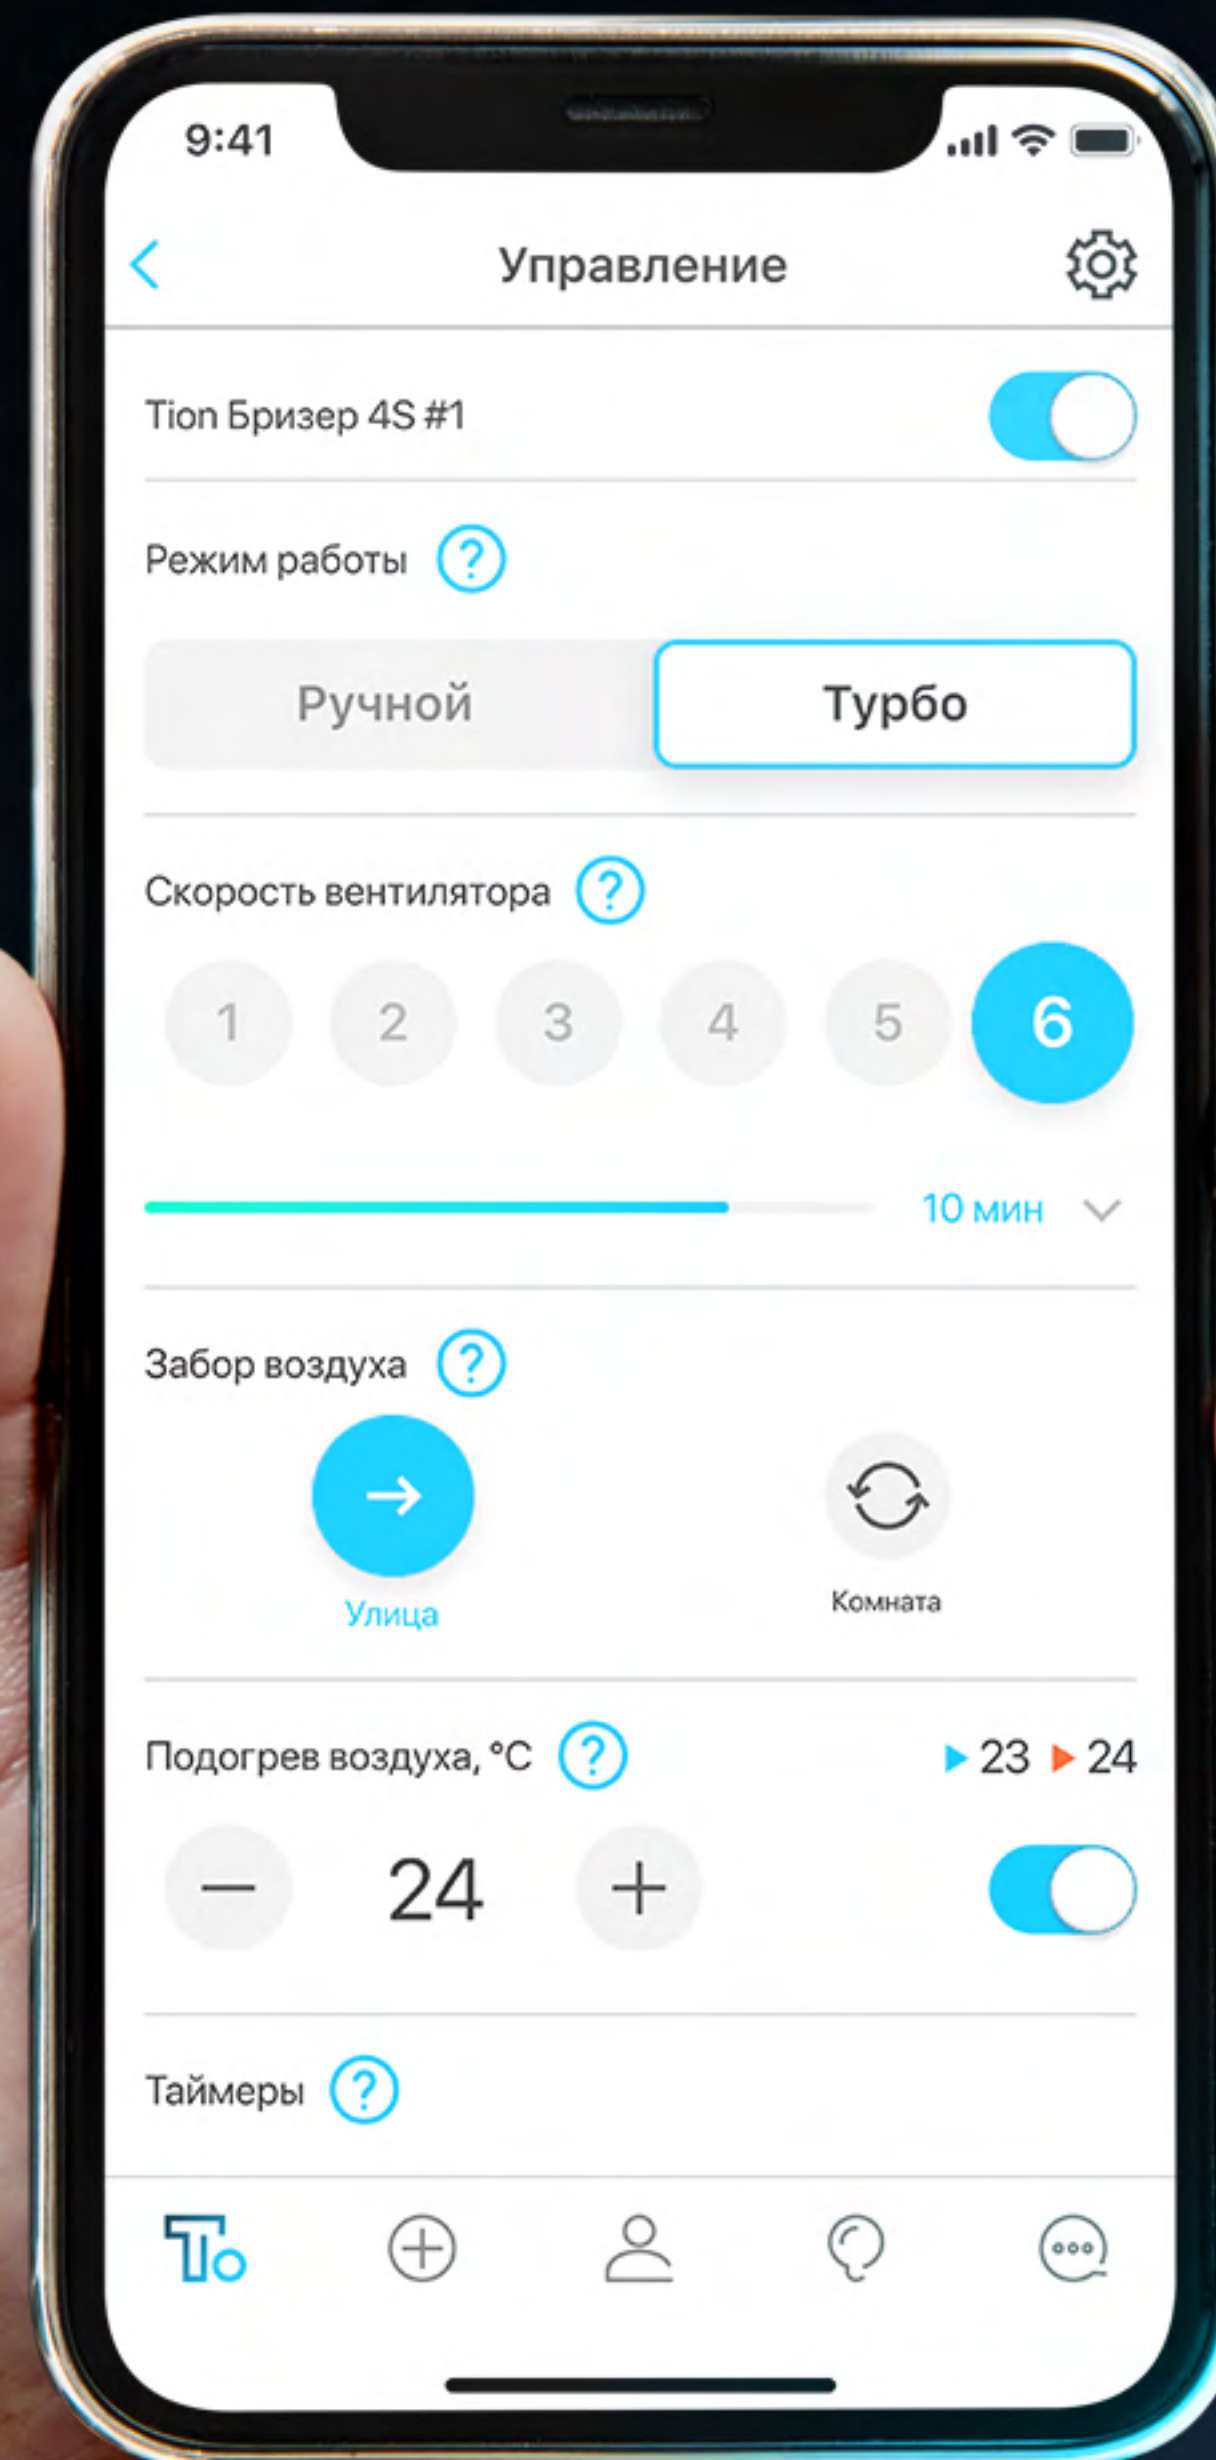 9:41
Управление
Tion Бризер 4S #1
Режим работы ?
Ручной Турбо
Скорость вентилятора ?
1 2 3 4 5 6
10 мин
Забор воздуха ?
Улица Комната
Подогрев воздуха, °C ? 23 24
24
Таймеры ?